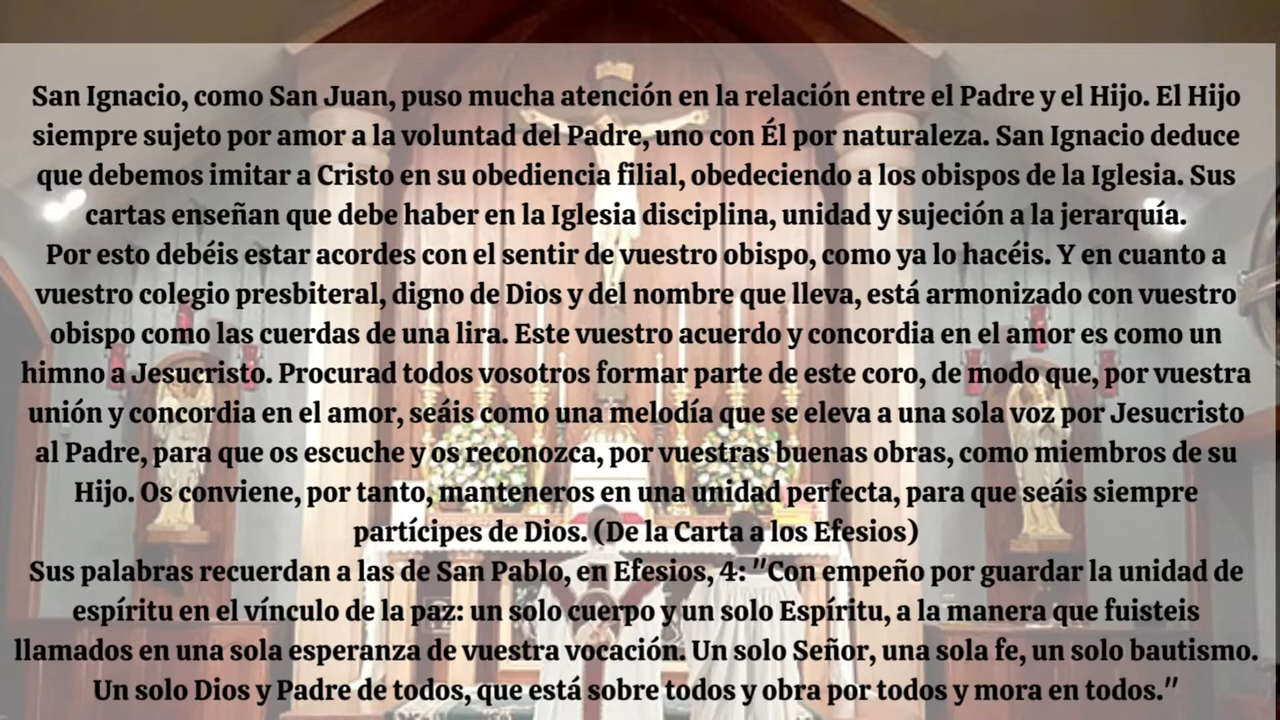 San Ignacio, como San Juan, puso mucha atención en la relación entre el Padre y el Hijo. El Hijo
siempre sujeto por amor a la voluntad del Padre, uno con Él por naturaleza. San Ignacio deduce
que debemos imitar a Cristo en su obediencia filial, obedeciendo a los obispos de la Iglesia. Sus
cartas enseñan que debe haber en la Iglesia disciplina, unidad y sujeción a la jerarquía.
Por esto debéis estar acordes con el sentir de vuestro obispo, como ya lo hacéis. Y en cuanto a
vuestro colegio presbiteral, digno de Dios y del nombre que lleva, está armonizado con vuestro
obispo como las cuerdas de una lira. Este vuestro acuerdo y concordia en el amor es como un
himno a Jesucristo. Procurad todos vosotros formar parte de este coro, de modo que, por vuestra
unión y concordia en el amor, seáis como una melodía que se eleva a una sola voz por Jesucristo
al Padre, para que os escuche y os reconozca, por vuestras buenas obras, como miembros de su
Hijo. Os conviene, por tanto, manteneros en una unidad perfecta, para que seáis siempre
partícipes de Dios. (De la Carta a los Efesios)
Sus palabras recuerdan a las de San Pablo, en Efesios, 4: "Con empeño por guardar la unidad de
espíritu en el vínculo de la paz: un solo cuerpo y un solo Espíritu, a la manera que fuisteis
llamados en una sola esperanza de vuestra vocación. Un solo Señor, una sola fe, un solo bautismo.
Un solo Dios y Padre de todos, que está sobre todos y obra por todos y mora en todos."